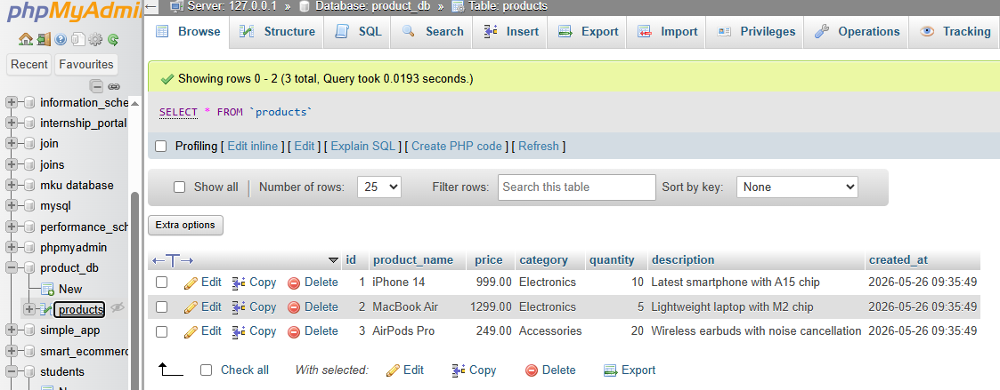 phpMyAdmin
Recent Favourites
information_sche
internship_portal
join
joins
mku database
mysql
performance_sch
phpmyadmin
product_db
New
products
simple_app
smart_ecommerc
students
Server: 127.0.0.1 » Database: product_db » Table: products
Browse Structure SQL Search Insert Export Import Privileges Operations Tracking
Showing rows 0 - 2 (3 total, Query took 0.0193 seconds.)
SELECT * FROM `products`
Profiling [ Edit inline ] [ Edit ] [ Explain SQL ] [ Create PHP code ] [ Refresh ]
Show all | Number of rows: 25 Filter rows: Search this table Sort by key: None
Extra options
id product_name price category quantity description created_at
Edit Copy Delete 1 iPhone 14 999.00 Electronics 10 Latest smartphone with A15 chip 2026-05-26 09:35:49
Edit Copy Delete 2 MacBook Air 1299.00 Electronics 5 Lightweight laptop with M2 chip 2026-05-26 09:35:49
Edit Copy Delete 3 AirPods Pro 249.00 Accessories 20 Wireless earbuds with noise cancellation 2026-05-26 09:35:49
Check all With selected: Edit Copy Delete Export